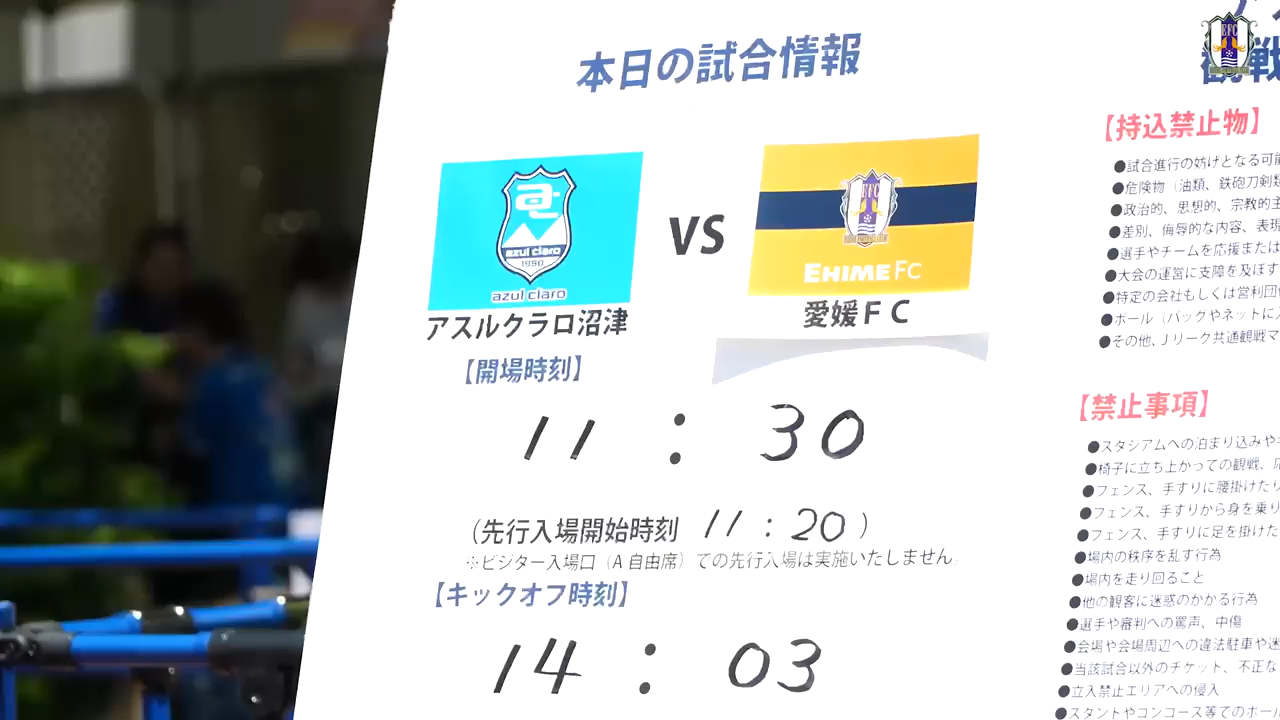 本日の試合情報
azul claro
1990
azul claro
VS
EFC
EHIME FC
アスルクラロ沼津
愛媛ＦＣ
【開場時刻】
11 : 30
（先行入場開始時刻 11 : 20 ）
※ビジター入場口（A 自由席）での先行入場は実施いたしません。
【キックオフ時刻】
14 : 03
EFC
観戦
【持込禁止物】
●試合進行の妨げとなる可能
●危険物（油類、鉄砲刀剣類
●政治的、思想的、宗教的主
●差別、侮辱的な内容、表現
●選手やチームを応援または
●大会の運営に支障を及ぼす
●特定の会社もしくは営利団体
●ボール（バックやネットに入
●その他、Jリーグ共通観戦マ
【禁止事項】
●スタジアムへの泊まり込みや
●椅子に立ち上がっての観戦、応
●フェンス、手すりに腰掛けたり
●フェンス、手すりから身を乗り
●フェンス、手すりに足を掛けた
●場内の秩序を乱す行為
●場内を走り回ること
●他の観客に迷惑のかかる行為
●選手や審判への罵声、中傷
●会場や会場周辺への違法駐車や迷
●当該試合以外のチケット、不正な
●立入禁止エリアへの侵入
●スタンドやコンコース等でのボール